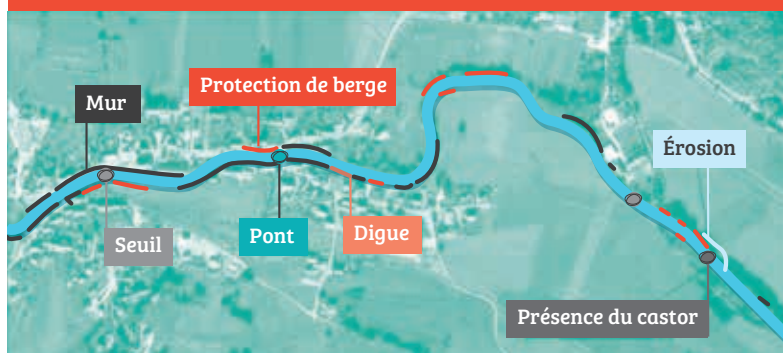 Protection de berge
Mur
Érosion
Seuil
Pont
Digue
Présence du castor